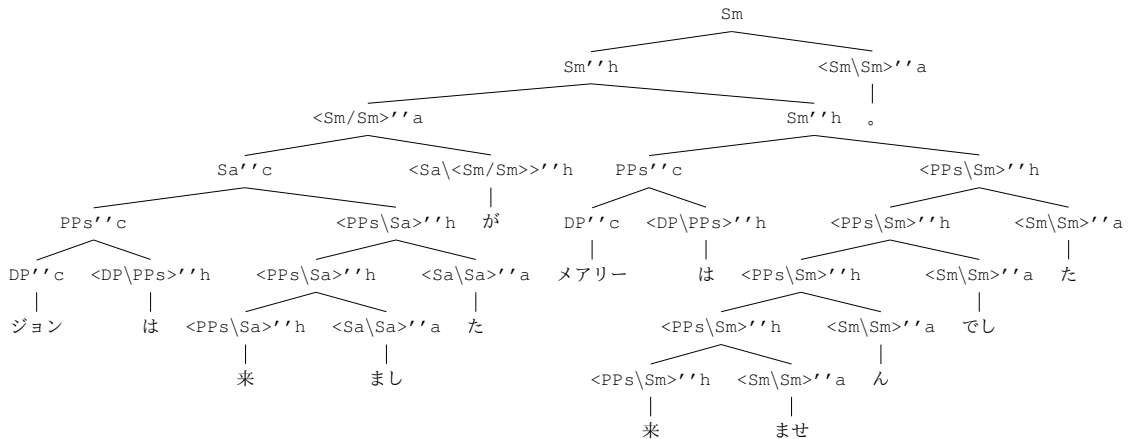 Sm
Sm''h <Sm\Sm>''a
<Sm/Sm>''a Sm''h 。
Sa''c <Sa\<Sm/Sm>>''h PPs''c <PPs\Sm>''h
PPs''c <PPs\Sa>''h が DP''c <DP\PPs>''h <PPs\Sm>''h <Sm\Sm>''a
DP''c <DP\PPs>''h <PPs\Sa>''h <Sa\Sa>''a メアリー は <PPs\Sm>''h <Sm\Sm>''a た
ジョン は <PPs\Sa>''h <Sa\Sa>''a た <PPs\Sm>''h <Sm\Sm>''a でし
来 まし <PPs\Sm>''h <Sm\Sm>''a ん
来 ませ